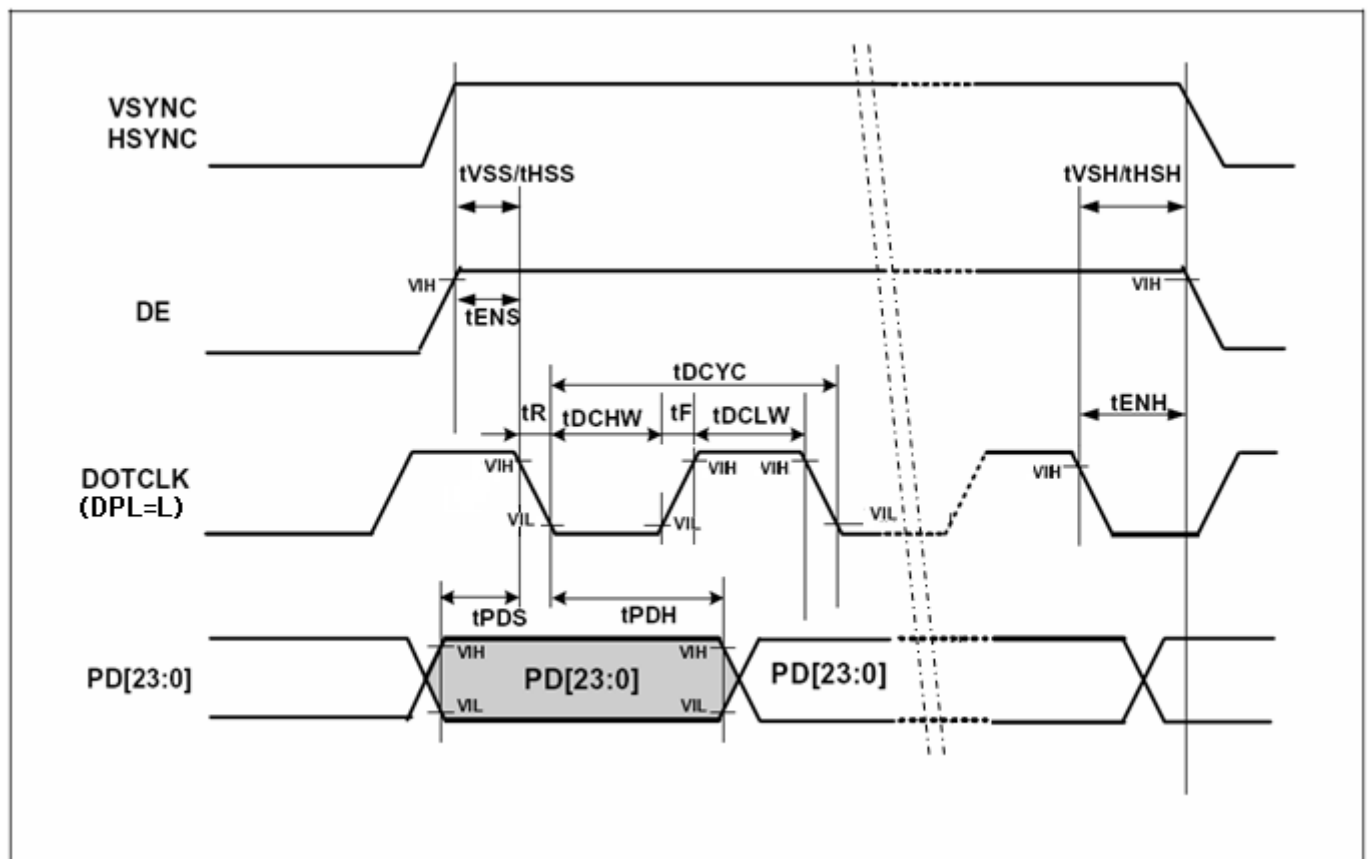 VSYNC
HSYNC
tVSS/tHSS
tVSH/tHSH
DE
VIH
VIH
tENS
tDCYC
tR
tDCHW
tF
tDCLW
tENH
DOTCLK
(DPL=L)
VIH
VIH
VIH
VIH
VIL
VIL
VIL
tPDS
tPDH
PD[23:0]
VIH
VIH
PD[23:0]
PD[23:0]
VIL
VIL